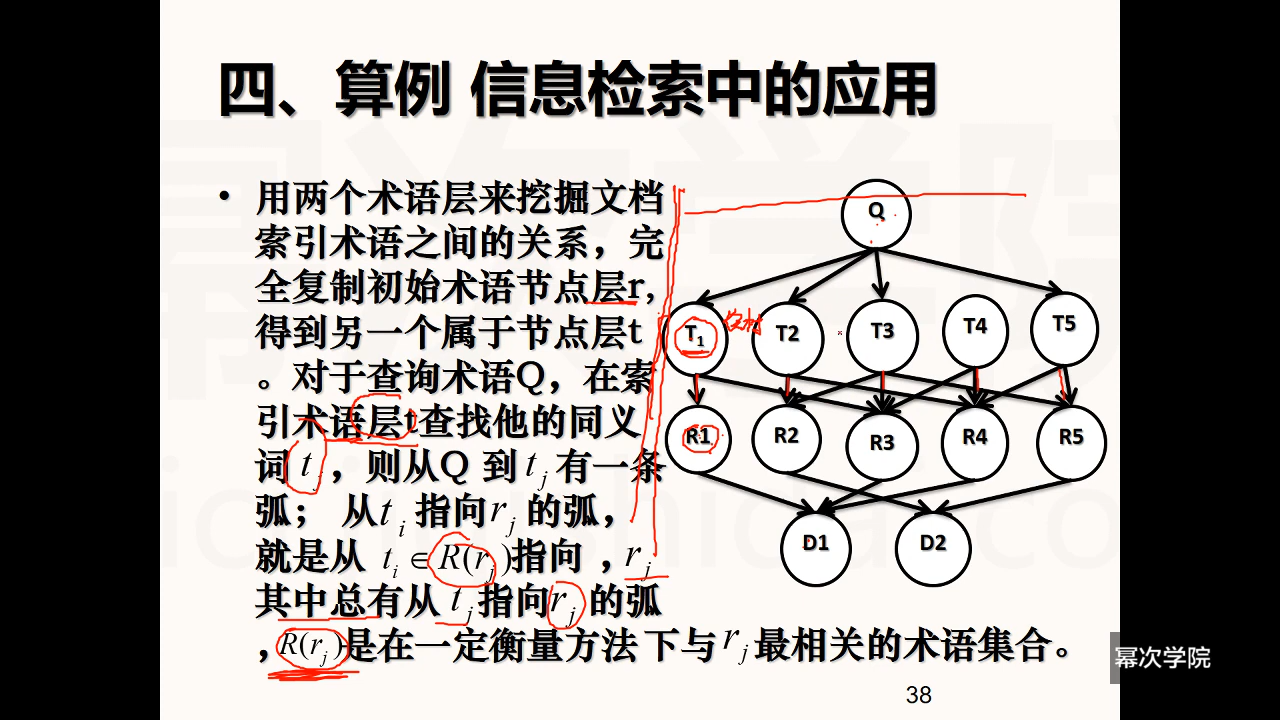 四、算例 信息检索中的应用
• 用两个术语层来挖掘文档
索引术语之间的关系，完
全复制初始术语节点层r，
得到另一个属于节点层t
。对于查询术语Q，在索
引术语层t查找他的同义
词 t_j ，则从Q 到 t_j 有一条
弧； 从 t_i 指向 r_j 的弧，
就是从 t_i ∈ R(r_j) 指向 ，r_j
其中总有从 t_j 指向 r_j 的弧
，R(r_j) 是在一定衡量方法下与 r_j 最相关的术语集合。
Q
T1 T2 T3 T4 T5
R1 R2 R3 R4 R5
D1 D2
幂次学院
38